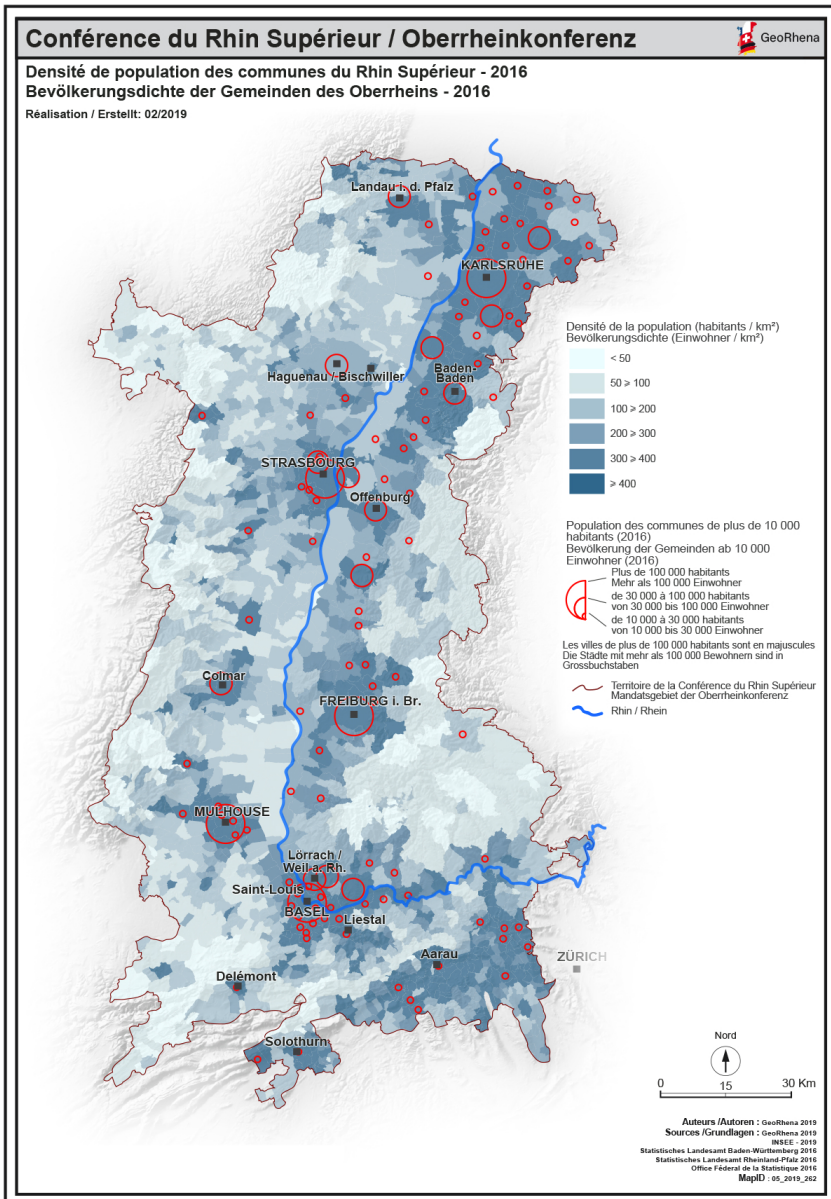 Conférence du Rhin Supérieur / Oberrheinkonferenz
GeoRhena
Densité de population des communes du Rhin Supérieur - 2016
Bevölkerungsdichte der Gemeinden des Oberrheins - 2016
Réalisation / Erstellt: 02/2019
Landau i. d. Pfalz
KARLSRUHE
Haguenau / Bischwiller
Baden-
Baden
STRASBOURG
Offenburg
Colmar
FREIBURG i. Br.
MULHOUSE
Lörrach /
Weil a. Rh.
Saint-Louis
BASEL
Liestal
Aarau
ZÜRICH
Delémont
Solothurn
Densité de la population (habitants / km²)
Bevölkerungsdichte (Einwohner / km²)
< 50
50 ⩾ 100
100 ⩾ 200
200 ⩾ 300
300 ⩾ 400
⩾ 400
Population des communes de plus de 10 000
habitants (2016)
Bevölkerung der Gemeinden ab 10 000
Einwohner (2016)
Plus de 100 000 habitants
Mehr als 100 000 Einwohner
de 30 000 à 100 000 habitants
von 30 000 bis 100 000 Einwohner
de 10 000 à 30 000 habitants
von 10 000 bis 30 000 Einwohner
Les villes de plus de 100 000 habitants sont en majuscules
Die Städte mit mehr als 100 000 Bewohnern sind in
Grossbuchstaben
Territoire de la Conférence du Rhin Supérieur
Mandatsgebiet der Oberrheinkonferenz
Rhin / Rhein
Nord
0 15 30 Km
Auteurs /Autoren : GeoRhena 2019
Sources /Grundlagen : GeoRhena 2019
INSEE - 2019
Statistisches Landesamt Baden-Württemberg 2016
Statistisches Landesamt Rheinland-Pfalz 2016
Office Fédéral de la Statistique 2016
MapID : 05_2019_262